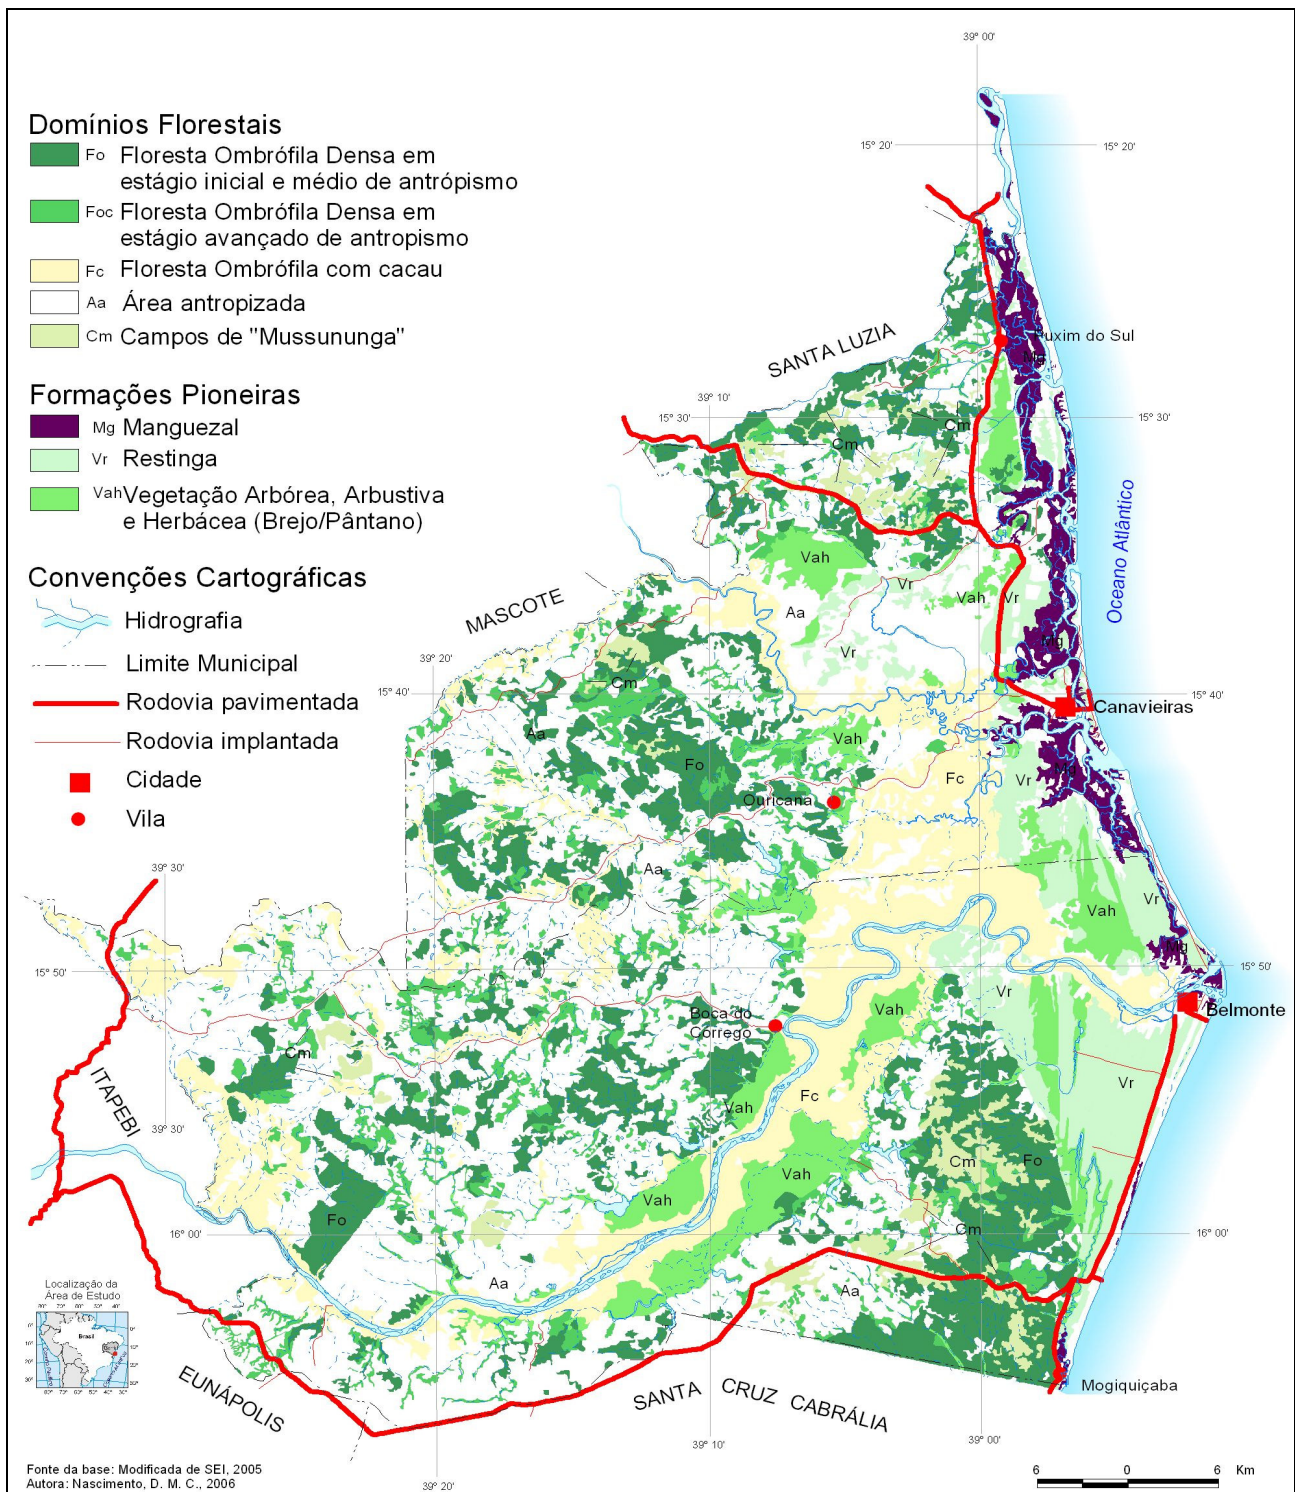 Domínios Florestais
Fo Floresta Ombrófila Densa em
estágio inicial e médio de antrópismo
Foc Floresta Ombrófila Densa em
estágio avançado de antropismo
Fc Floresta Ombrófila com cacau
Aa Área antropizada
Cm Campos de "Mussununga"
Formações Pioneiras
Mg Manguezal
Vr Restinga
Vah Vegetação Arbórea, Arbustiva
e Herbácea (Brejo/Pântano)
Convenções Cartográficas
Hidrografia
Limite Municipal
Rodovia pavimentada
Rodovia implantada
Cidade
Vila
39° 00'
15° 20'
15° 20'
SANTA LUZIA
Puxim do Sul
Mg
39° 10'
15° 30'
15° 30'
Cm
Cm
Oceano Atlântico
Vah
Vr
Vah
Vr
Aa
MASCOTE
Mg
Vr
39° 20'
Cm
15° 40'
15° 40'
Canavieiras
Aa
Vah
Fo
Fc
Vr
Mg
Ouricana
39° 30'
Aa
Vr
Vah
Mg
15° 50'
15° 50'
Vr
Vah
Belmonte
Boca do
Córrego
Cm
ITAPEBI
Vr
Fc
Vah
39° 30'
Cm
Fo
Vah
Vah
Fo
Cm
16° 00'
16° 00'
Aa
Aa
Localização da
Área de Estudo
Brasil
EUNÁPOLIS
SANTA CRUZ CABRÁLIA
Mogiquiçaba
39° 10'
39° 00'
39° 20'
Fonte da base: Modificada de SEI, 2005
Autora: Nascimento, D. M. C., 2006
6 0 6 Km